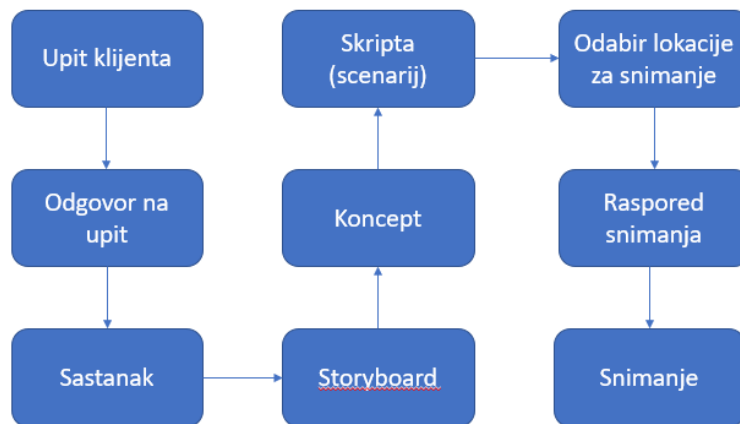 Upit klijenta
Odgovor na
upit
Sastanak
Storyboard
Koncept
Skripta
(scenarij)
Odabir lokacije
za snimanje
Raspored
snimanja
Snimanje